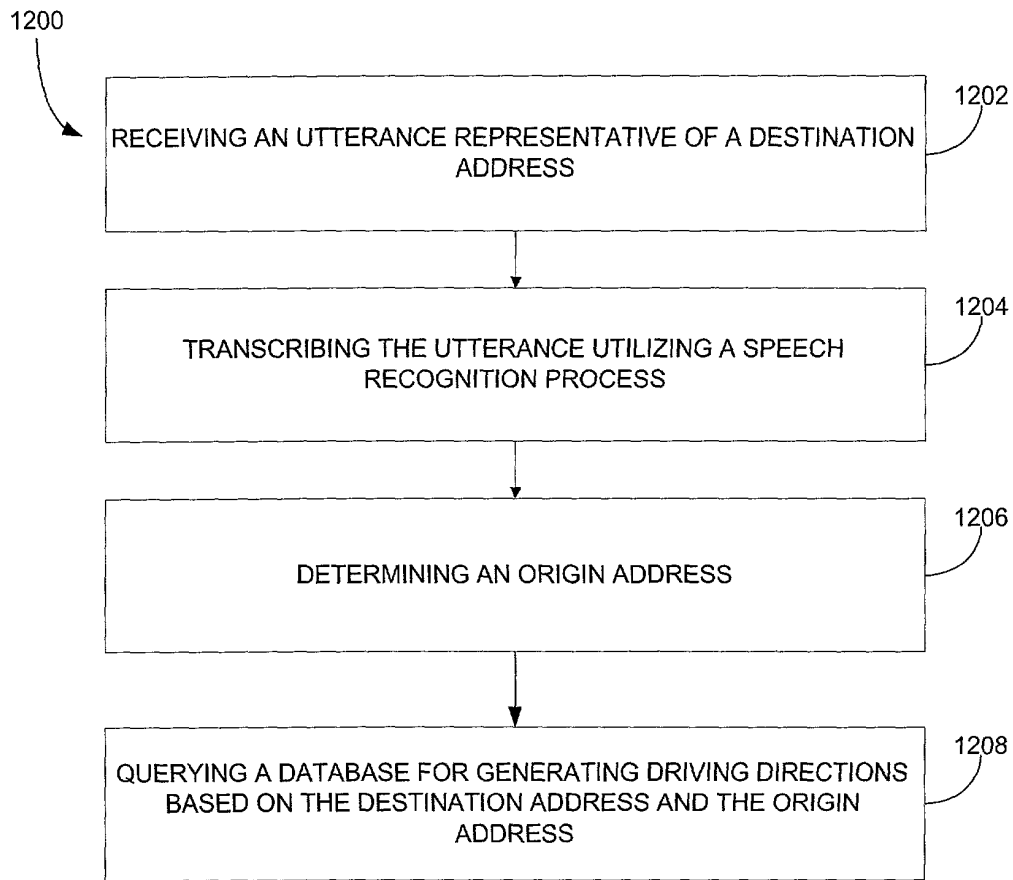 1200
1202
RECEIVING AN UTTERANCE REPRESENTATIVE OF A DESTINATION
ADDRESS
1204
TRANSCRIBING THE UTTERANCE UTILIZING A SPEECH
RECOGNITION PROCESS
1206
DETERMINING AN ORIGIN ADDRESS
1208
QUERYING A DATABASE FOR GENERATING DRIVING DIRECTIONS
BASED ON THE DESTINATION ADDRESS AND THE ORIGIN
ADDRESS